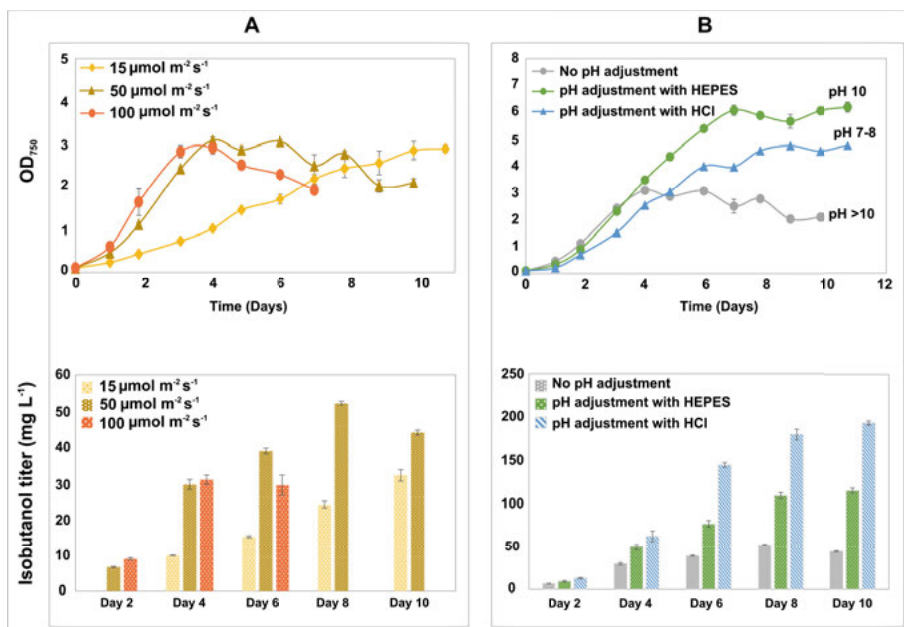 A
5
4
3
2
1
0
OD750
15 µmol m-2 s-1
50 µmol m-2 s-1
100 µmol m-2 s-1
0 2 4 6 8 10
Time (Days)
60
50
40
30
20
10
0
Isobutanol titer (mg L-1)
15 µmol m-2 s-1
50 µmol m-2 s-1
100 µmol m-2 s-1
Day 2 Day 4 Day 6 Day 8 Day 10
B
8
7
6
5
4
3
2
1
0
No pH adjustment
pH adjustment with HEPES
pH adjustment with HCl
pH 10
pH 7-8
pH >10
0 2 4 6 8 10 12
Time (Days)
250
200
150
100
50
0
No pH adjustment
pH adjustment with HEPES
pH adjustment with HCl
Day 2 Day 4 Day 6 Day 8 Day 10